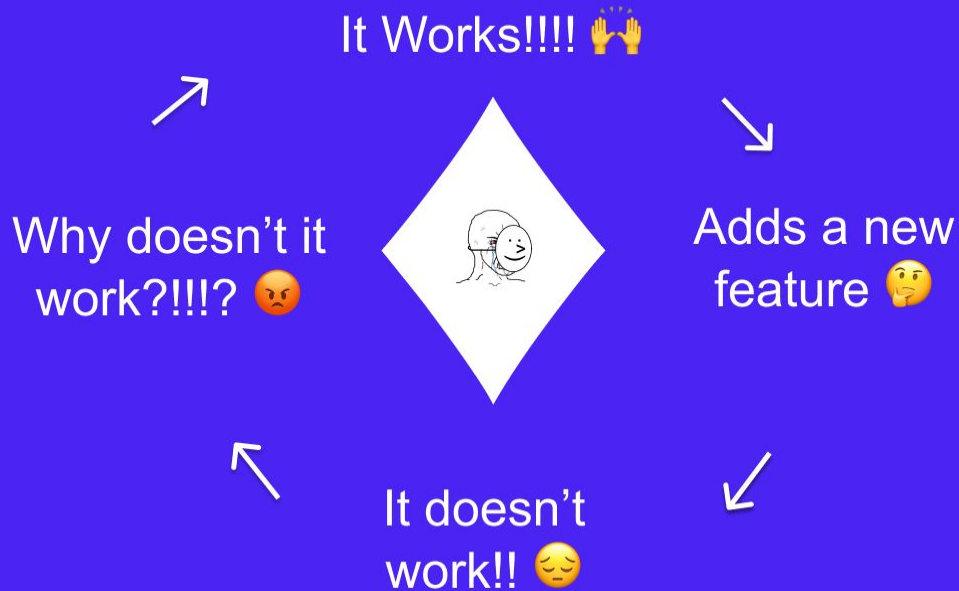 It Works!!!! 🙌
Adds a new
feature 🤔
It doesn’t
work!! 😔
Why doesn’t it
work?!!!? 😡